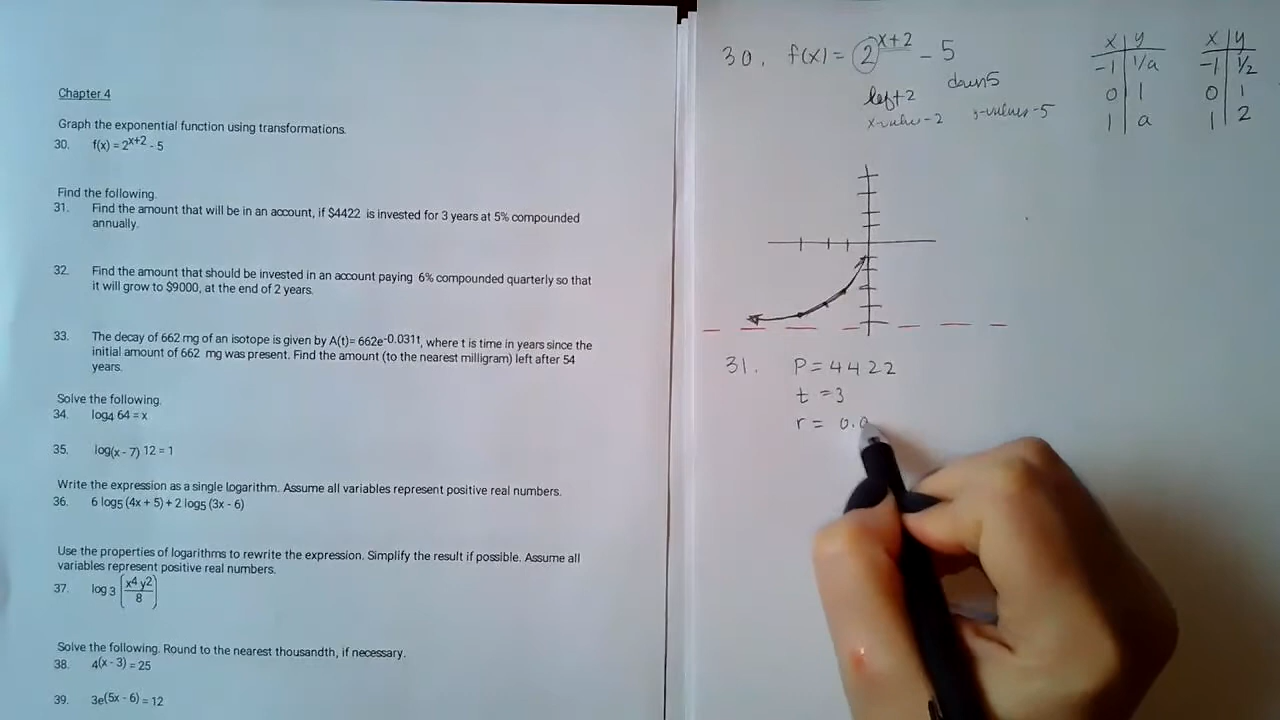 Chapter 4
Graph the exponential function using transformations.
30. f(x) = 2^x+2 - 5
Find the following.
31. Find the amount that will be in an account, if $4422 is invested for 3 years at 5% compounded
annually.
32. Find the amount that should be invested in an account paying 6% compounded quarterly so that
it will grow to $9000, at the end of 2 years.
33. The decay of 662 mg of an isotope is given by A(t)= 662e^-0.031t, where t is time in years since the
initial amount of 662 mg was present. Find the amount (to the nearest milligram) left after 54
years.
Solve the following.
34. log4 64 = x
35. log(x - 7) 12 = 1
Write the expression as a single logarithm. Assume all variables represent positive real numbers.
36. 6 log5 (4x + 5) + 2 log5 (3x - 6)
Use the properties of logarithms to rewrite the expression. Simplify the result if possible. Assume all
variables represent positive real numbers.
37. log 3 (x^4 y^2 / 8)
Solve the following. Round to the nearest thousandth, if necessary.
38. 4^(x - 3) = 25
39. 3e^(5x - 6) = 12
30. f(x) = 2^x+2 - 5
left 2 down 5
x-values - 2 y-values - 5
x y
-1 1/a
0 1
1 a
x y
-1 1/2
0 1
1 2
31. P = 4422
t = 3
r = 0.0